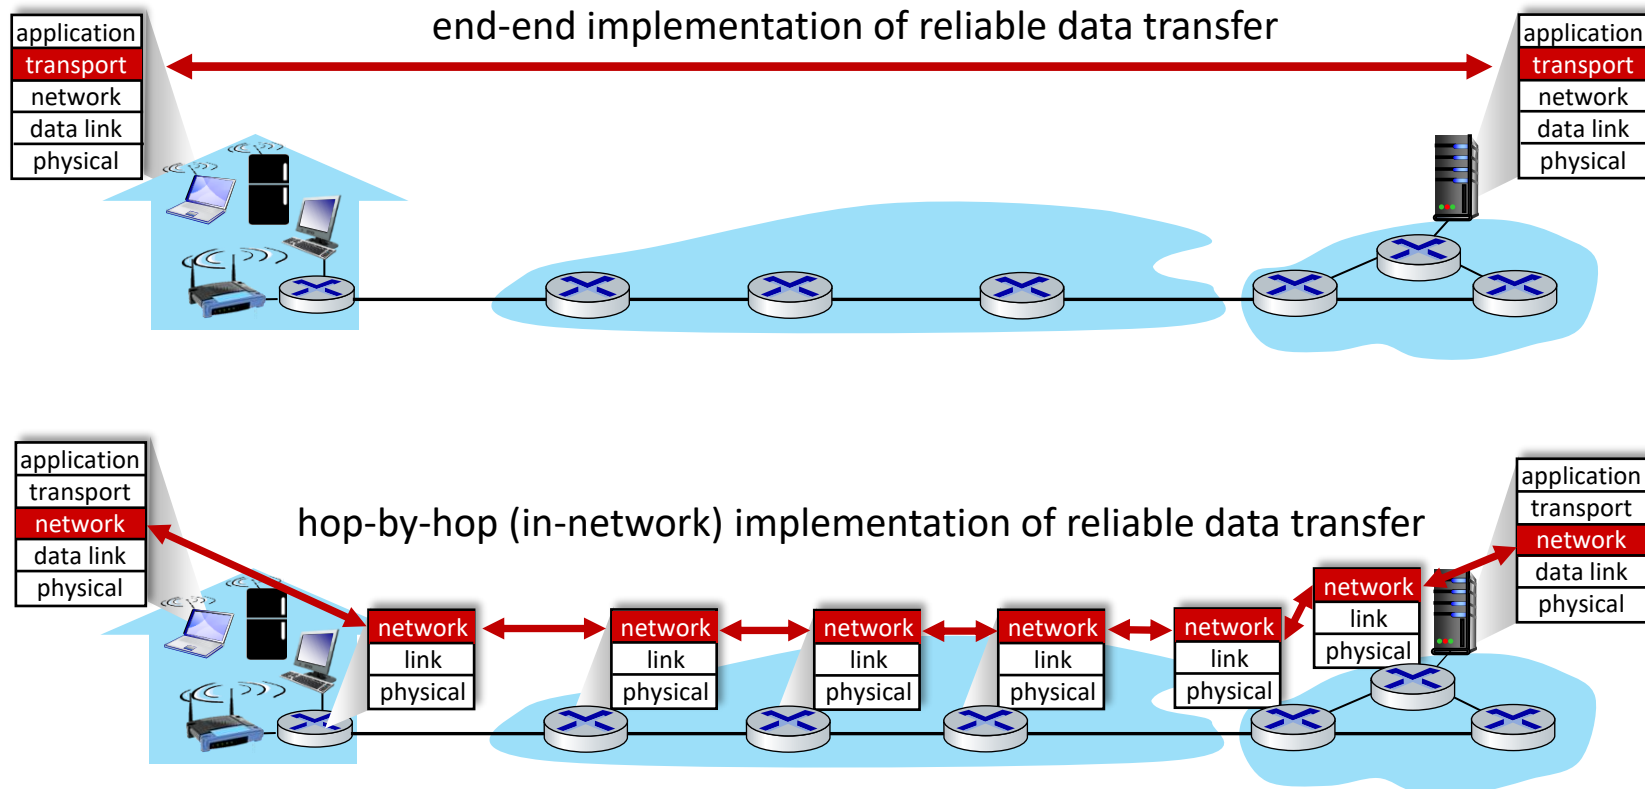 end-end implementation of reliable data transfer
application
transport
network
data link
physical
application
transport
network
data link
physical
hop-by-hop (in-network) implementation of reliable data transfer
application
transport
network
data link
physical
network
link
physical
network
link
physical
network
link
physical
network
link
physical
network
link
physical
network
link
physical
application
transport
network
data link
physical